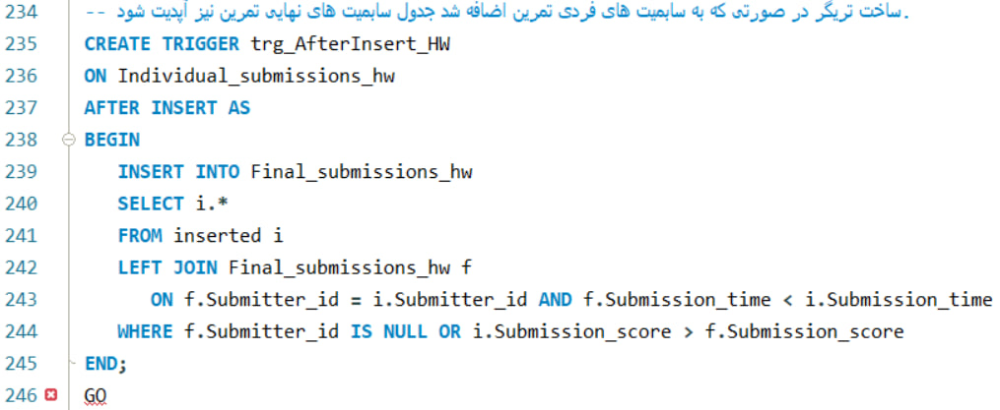 234 -- ساخت تریگر در صورتی که به سابمیت های فردی تمرین اضافه شد جدول سابمیت های نهایی تمرین نیز آپدیت شود.
235 CREATE TRIGGER trg_AfterInsert_HW
236 ON Individual_submissions_hw
237 AFTER INSERT AS
238 BEGIN
239 INSERT INTO Final_submissions_hw
240 SELECT i.*
241 FROM inserted i
242 LEFT JOIN Final_submissions_hw f
243 ON f.Submitter_id = i.Submitter_id AND f.Submission_time < i.Submission_time
244 WHERE f.Submitter_id IS NULL OR i.Submission_score > f.Submission_score
245 END;
246 GO